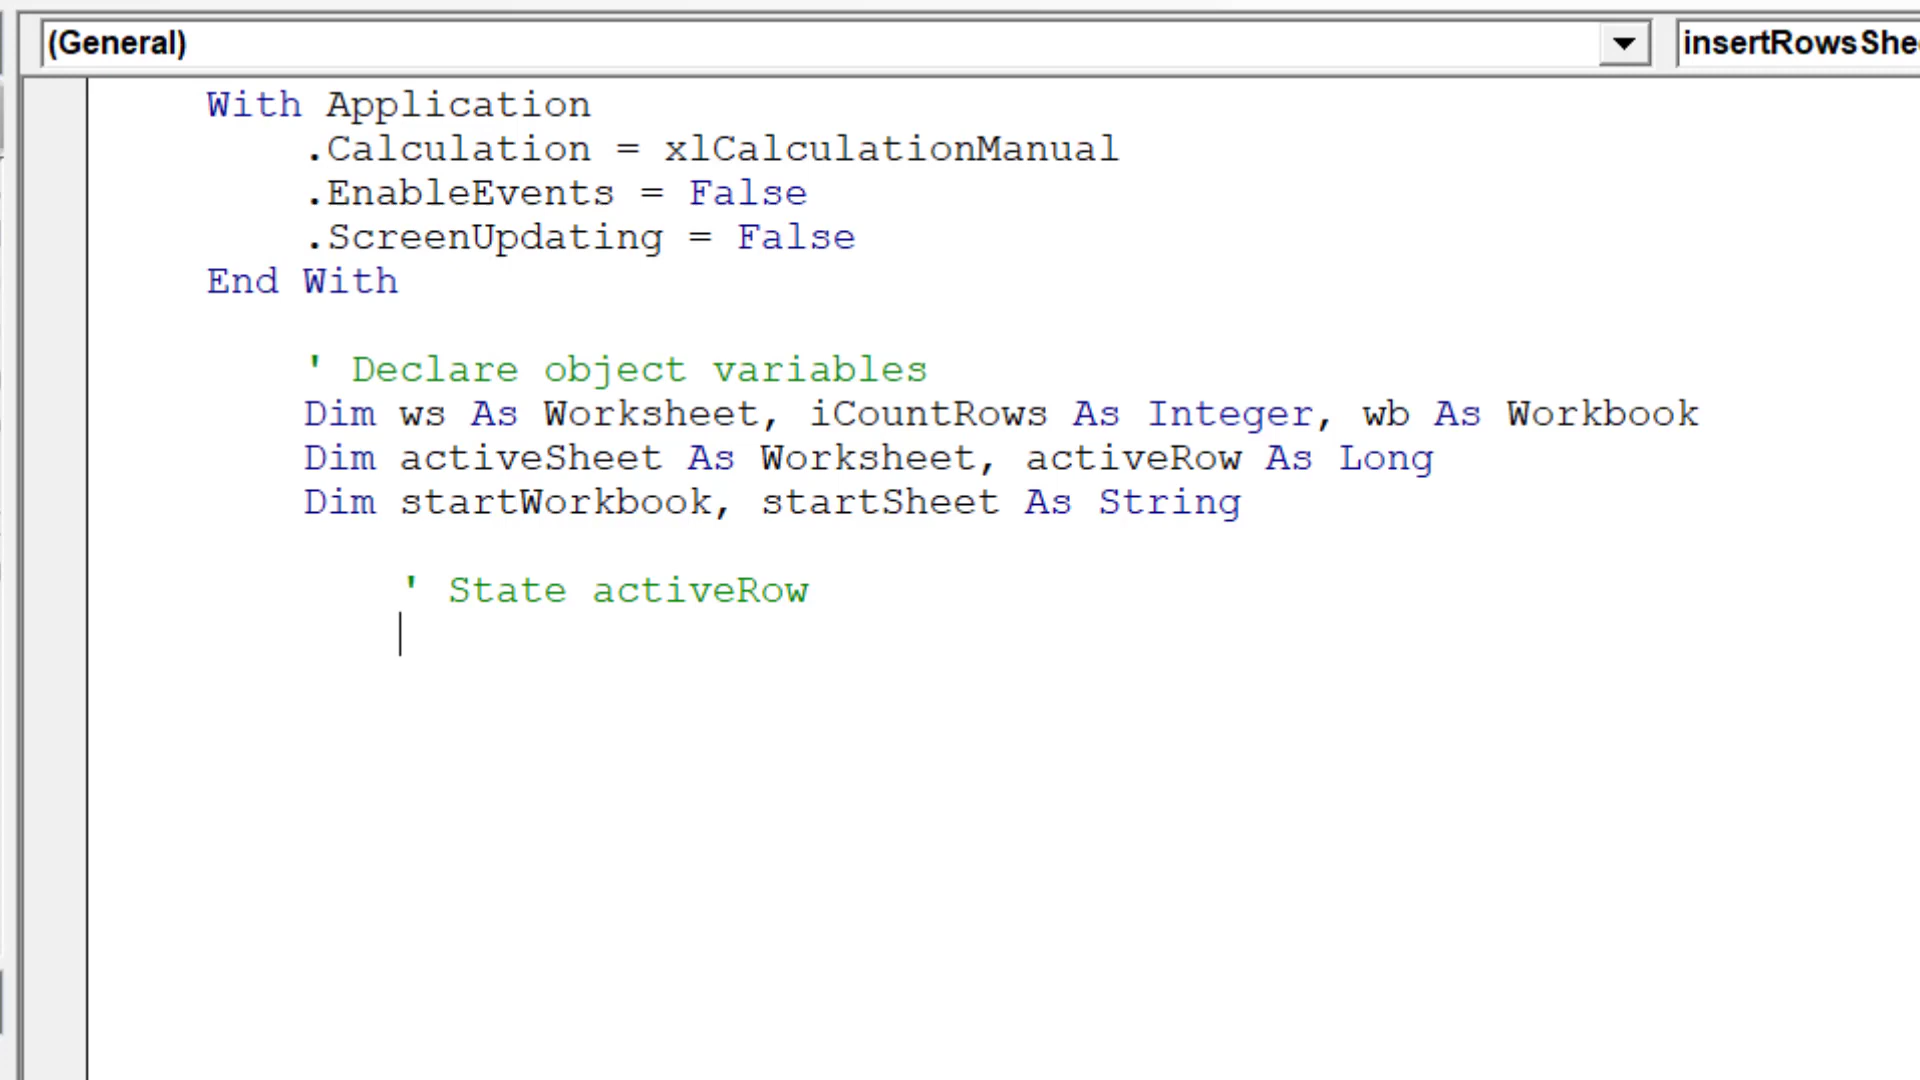 (General)
insertRowsShe
With Application
.Calculation = xlCalculationManual
.EnableEvents = False
.ScreenUpdating = False
End With
' Declare object variables
Dim ws As Worksheet, iCountRows As Integer, wb As Workbook
Dim activeSheet As Worksheet, activeRow As Long
Dim startWorkbook, startSheet As String
' State activeRow